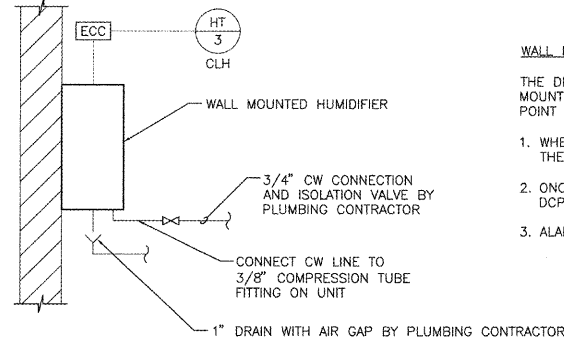 ECC
HT
3
CLH
WALL MOUNTED HUMIDIFIER
3/4" CW CONNECTION
AND ISOLATION VALVE BY
PLUMBING CONTRACTOR
CONNECT CW LINE TO
3/8" COMPRESSION TUBE
FITTING ON UNIT
1" DRAIN WITH AIR GAP BY PLUMBING CONTRACTOR
WALL
THE
MOUNT
POINT
1. WHE
THE
2. ONC
DCP
3. ALA